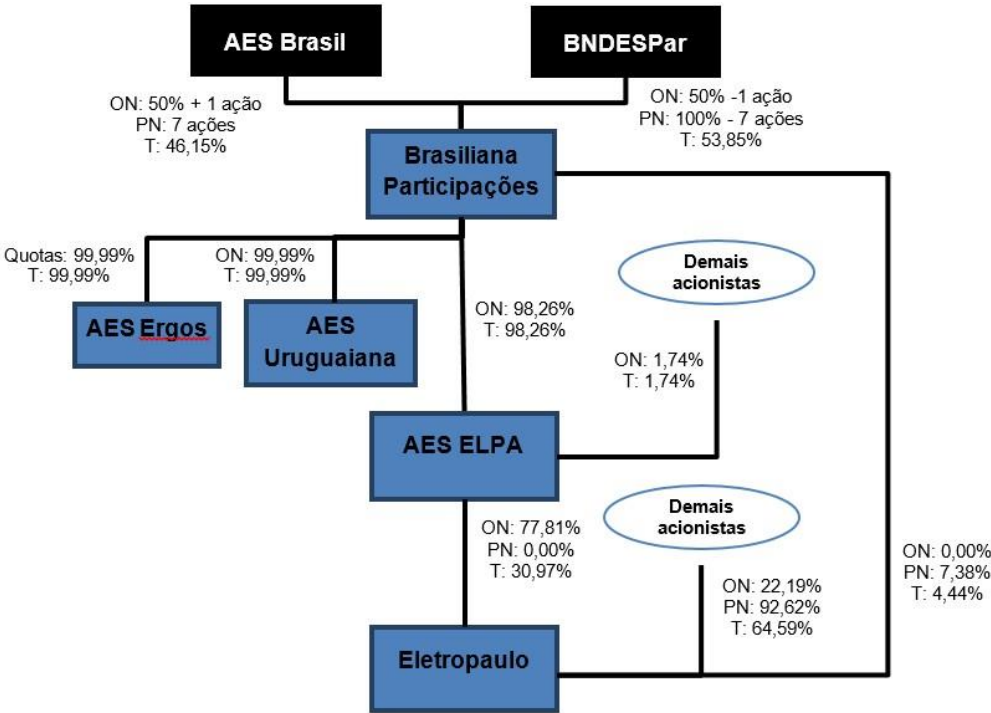 AES Brasil
BNDESPar
ON: 50% + 1 ação
PN: 7 ações
T: 46,15%
ON: 50% -1 ação
PN: 100% - 7 ações
T: 53,85%
Brasiliana
Participações
Quotas: 99,99%
T: 99,99%
ON: 99,99%
T: 99,99%
Demais
acionistas
AES Ergos
AES
Uruguaiana
ON: 98,26%
T: 98,26%
ON: 1,74%
T: 1,74%
AES ELPA
Demais
acionistas
ON: 77,81%
PN: 0,00%
T: 30,97%
ON: 22,19%
PN: 92,62%
T: 64,59%
ON: 0,00%
PN: 7,38%
T: 4,44%
Eletropaulo